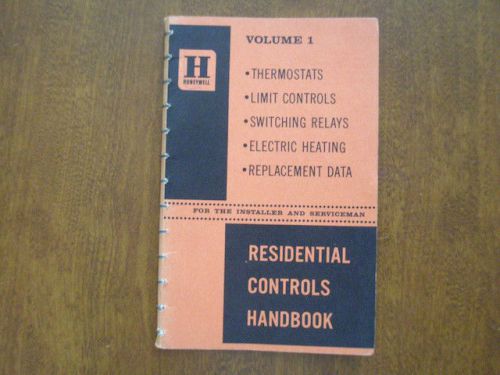 H
HONEYWELL
VOLUME 1
•THERMOSTATS
•LIMIT CONTROLS
•SWITCHING RELAYS
•ELECTRIC HEATING
•REPLACEMENT DATA
FOR THE INSTALLER AND SERVICEMAN
RESIDENTIAL
CONTROLS
HANDBOOK